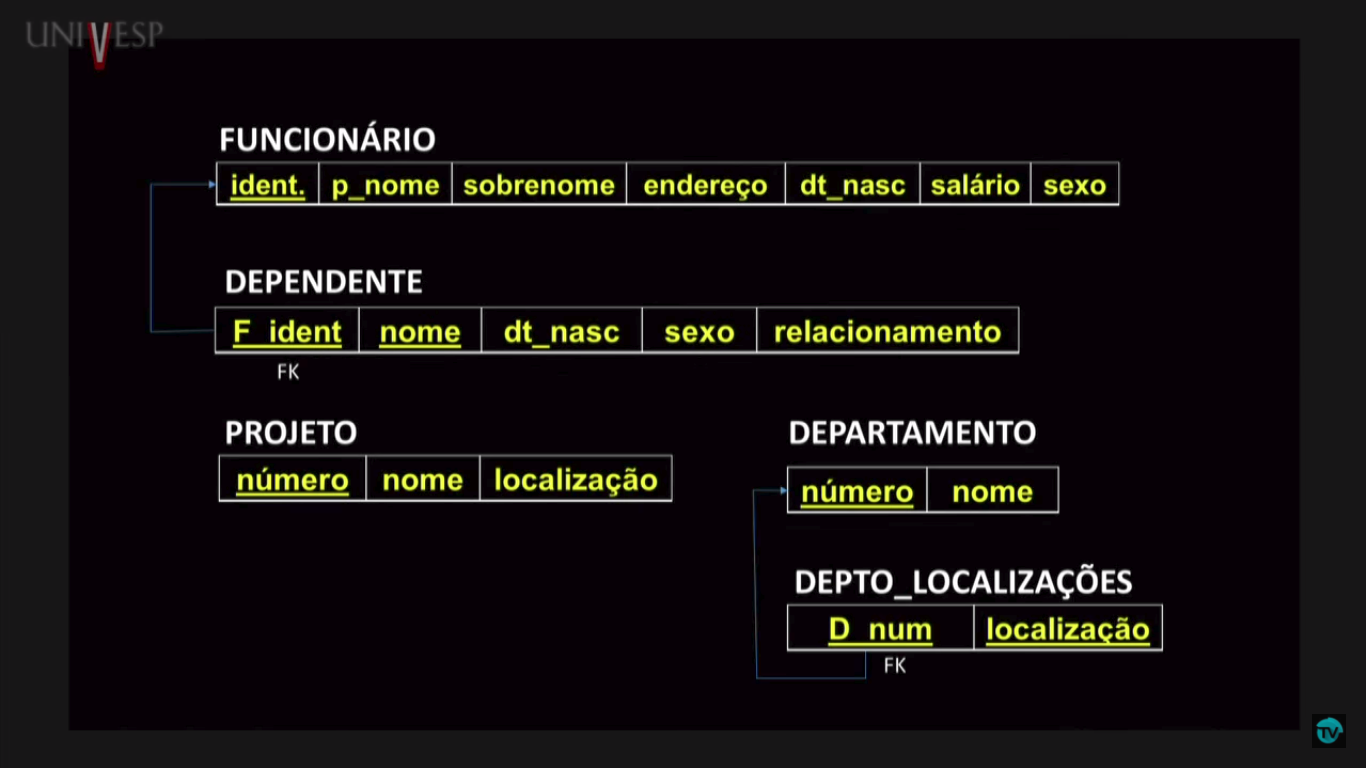 UNIVESP
FUNCIONÁRIO
ident. p_nome sobrenome endereço dt_nasc salário sexo
DEPENDENTE
F_ident nome dt_nasc sexo relacionamento
FK
PROJETO
número nome localização
DEPARTAMENTO
número nome
DEPTO_LOCALIZAÇÕES
D_num localização
FK
TV